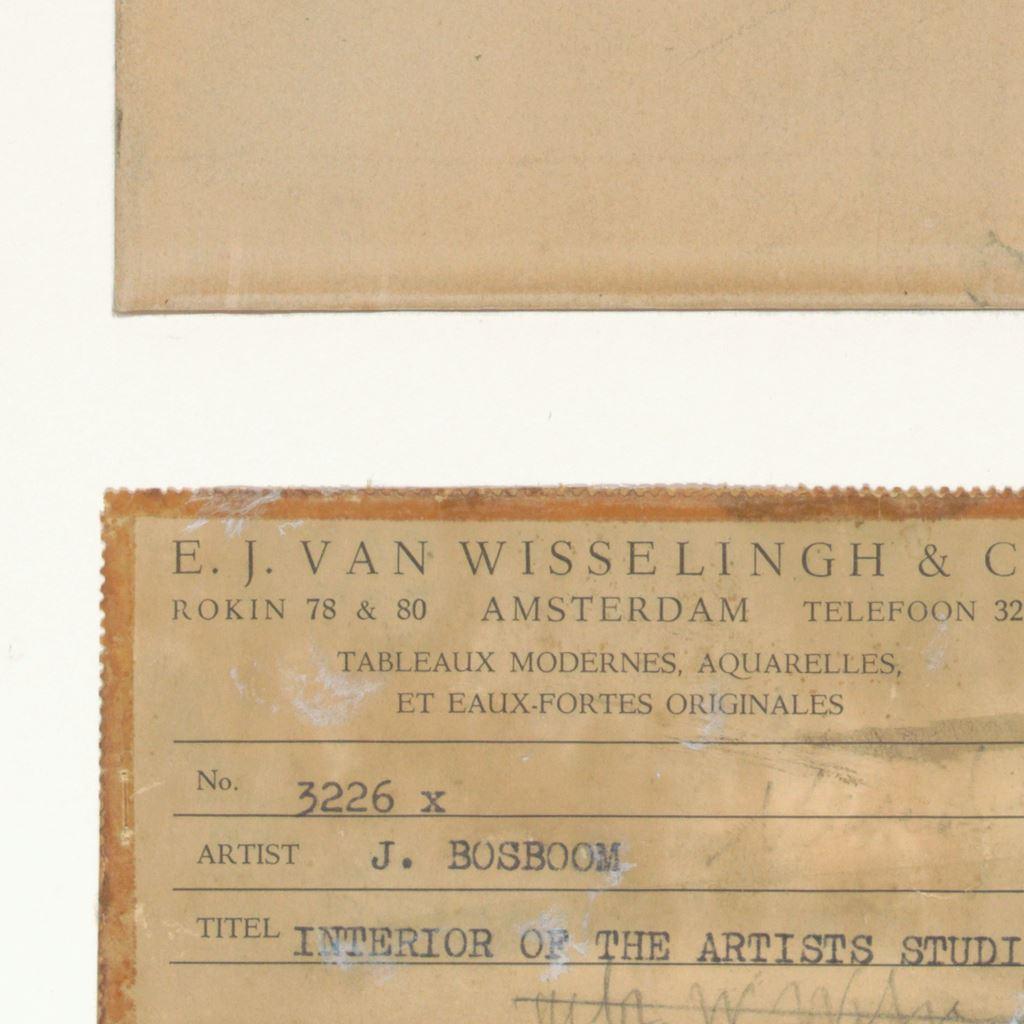 E. J. VAN WISSELINGH & C
ROKIN 78 & 80 AMSTERDAM TELEFOON 32
TABLEAUX MODERNES, AQUARELLES,
ET EAUX-FORTES ORIGINALES
No. 3226 x
ARTIST J. BOSBOOM
TITEL INTERIOR OF THE ARTISTS STUDI